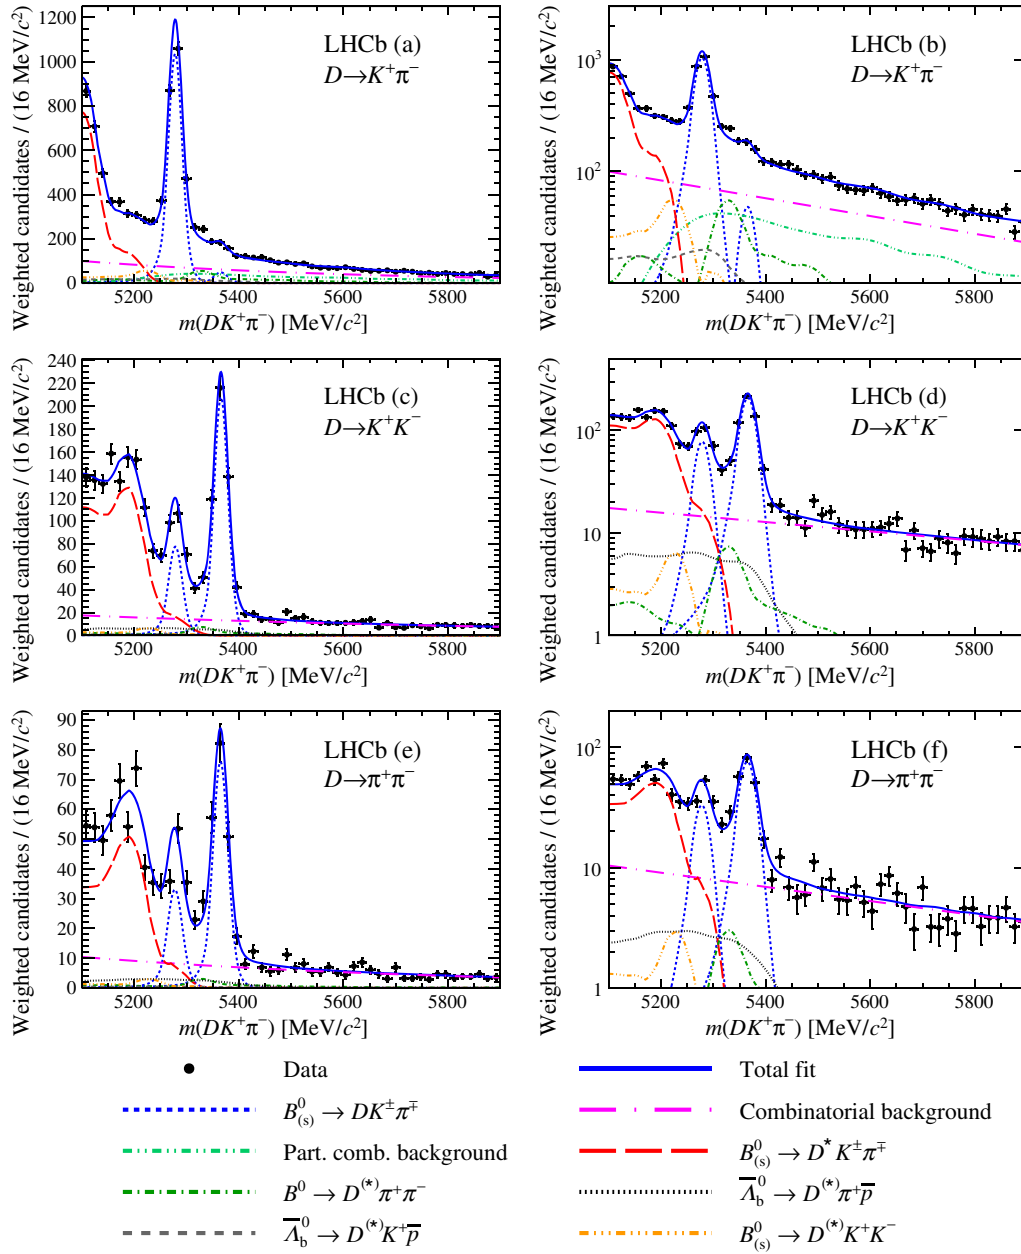 LHCb (a)
D→K⁺π⁻
Weighted candidates / (16 MeV/c²)
1200
1000
800
600
400
200
0
5200 5400 5600 5800
m(DK⁺π⁻) [MeV/c²]
LHCb (b)
D→K⁺π⁻
Weighted candidates / (16 MeV/c²)
10³
10²
5200 5400 5600 5800
m(DK⁺π⁻) [MeV/c²]
LHCb (c)
D→K⁺K⁻
Weighted candidates / (16 MeV/c²)
240
220
200
180
160
140
120
100
80
60
40
20
0
5200 5400 5600 5800
m(DK⁺π⁻) [MeV/c²]
LHCb (d)
D→K⁺K⁻
Weighted candidates / (16 MeV/c²)
10²
10
1
5200 5400 5600 5800
m(DK⁺π⁻) [MeV/c²]
LHCb (e)
D→π⁺π⁻
Weighted candidates / (16 MeV/c²)
90
80
70
60
50
40
30
20
10
0
5200 5400 5600 5800
m(DK⁺π⁻) [MeV/c²]
LHCb (f)
D→π⁺π⁻
Weighted candidates / (16 MeV/c²)
10²
10
1
5200 5400 5600 5800
m(DK⁺π⁻) [MeV/c²]
Data
Total fit
B⁰₍ₛ₎ → DK±π∓
Combinatorial background
Part. comb. background
B⁰₍ₛ₎ → D* K±π∓
B⁰ → D⁽*⁾π⁺π⁻
Λ̅⁰b → D⁽*⁾π⁺p̅
Λ̅⁰b → D⁽*⁾K⁺p̅
B⁰₍ₛ₎ → D⁽*⁾K⁺K⁻